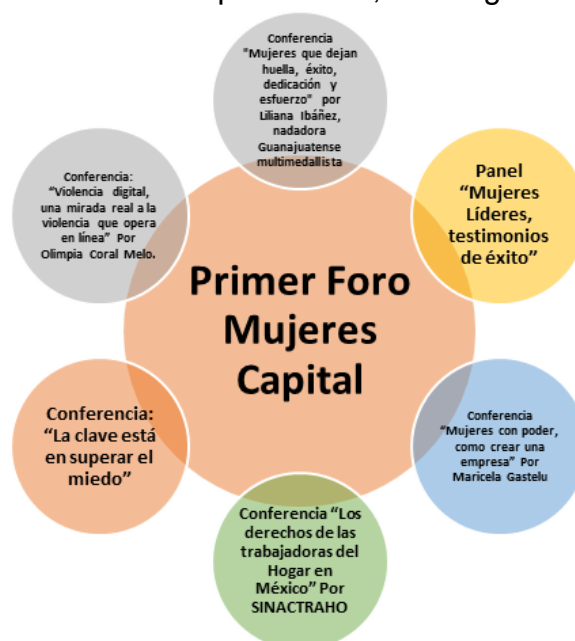 Conferencia
"Mujeres que dejan
huella, éxito,
dedicación y
esfuerzo" por
Liliana Ibáñez,
nadadora
Guanajuatense
multimedallista
Panel
“Mujeres
Líderes,
testimonios
de éxito”
Conferencia
“Mujeres con poder,
como crear una
empresa” Por
Maricela Gastelu
Conferencia “Los
derechos de las
trabajadoras del
Hogar en
México” Por
SINACTRAHO
Conferencia:
“La clave está
en superar el
miedo”
Conferencia:
“Violencia digital,
una mirada real a la
violencia que opera
en línea” Por
Olimpia Coral Melo.
Primer Foro
Mujeres
Capital